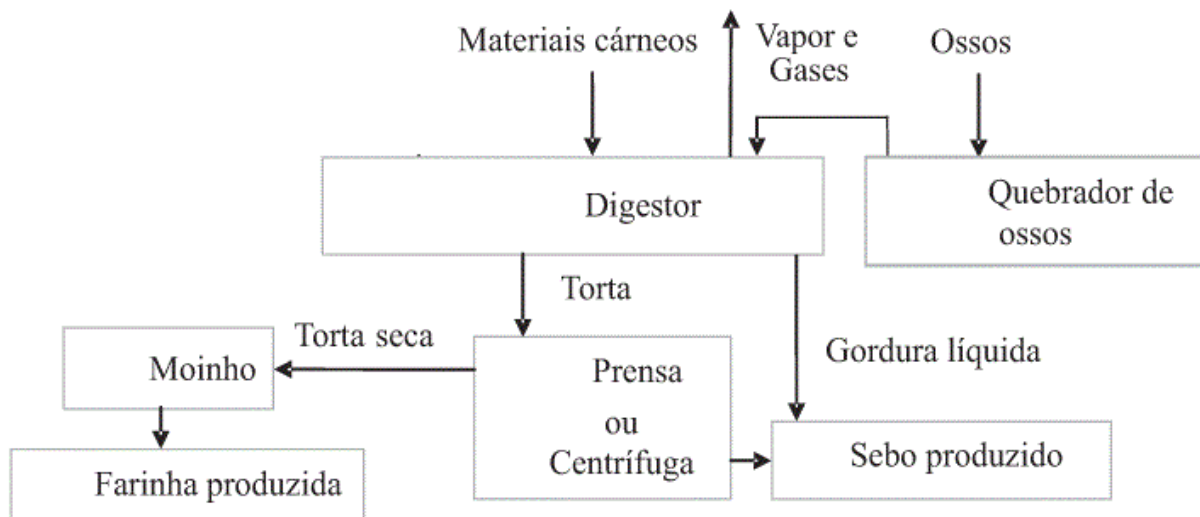 Materiais cárneos
Vapor e
Gases
Ossos
Digestor
Quebrador de
ossos
Torta
Torta seca
Gordura líquida
Moinho
Prensa
ou
Centrífuga
Sebo produzido
Farinha produzida